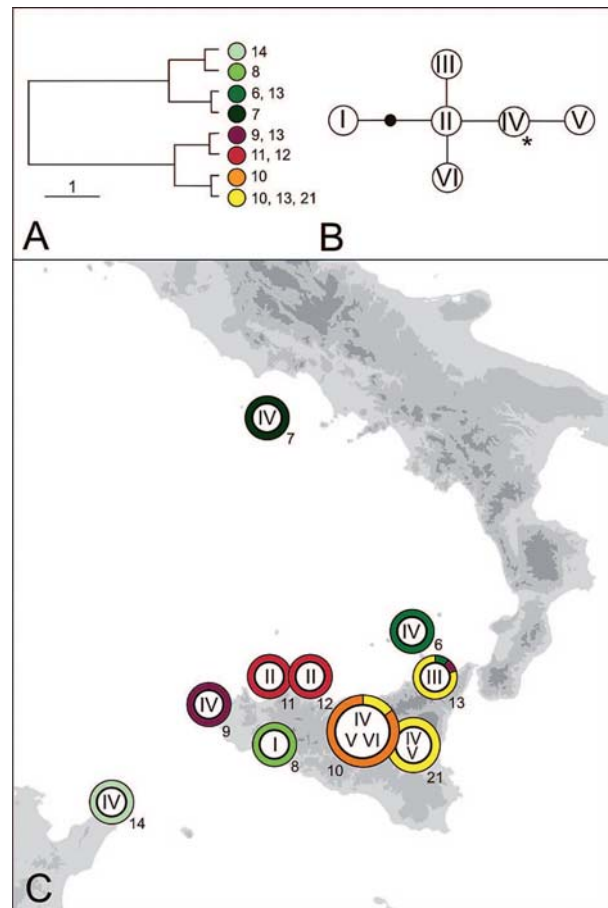 14
8
6, 13
7
9, 13
11, 12
10
10, 13, 21
1
A
III
I II IV V
*
VI
B
IV
7
IV
6
II II III
11 12 13
IV
9
I
8
IV
V VI
10
IV
V
21
IV
14
C